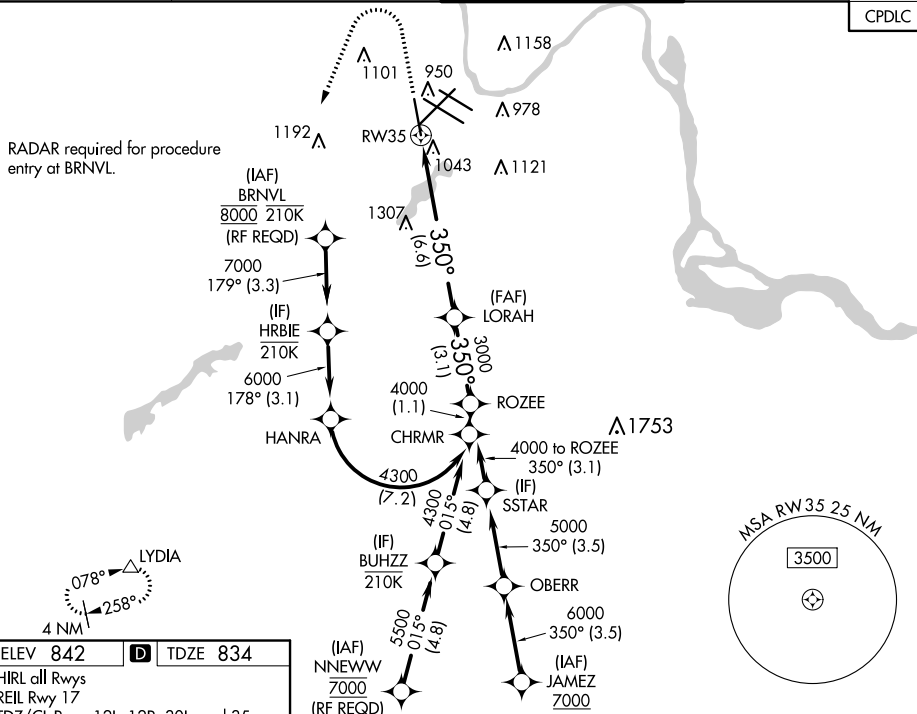 CPDLC
1158
1101
950
978
1192
RW35
1043
1121
RADAR required for procedure
entry at BRNVL.
(IAF)
BRNVL
8000 210K
(RF REQD)
1307
350°
(6.6)
7000
179° (3.3)
(FAF)
LORAH
(IF)
HRBIE
210K
3000
350°
(3.1)
6000
178° (3.1)
4000
(1.1)
ROZEE
HANRA
CHRMR
1753
4000 to ROZEE
350° (3.1)
4300
(7.2)
(IF)
SSTAR
4300
015°
(4.8)
5000
350° (3.5)
MSA RW35 25 NM
3500
LYDIA
078°
258°
4 NM
(IF)
BUHZZ
210K
OBERR
6000
350° (3.5)
5500
015°
(4.8)
(IAF)
NNEWW
7000
(RF REQD)
(IAF)
JAMEZ
7000
ELEV 842
D
TDZE 834
HIRL all Rwys
REIL Rwy 17